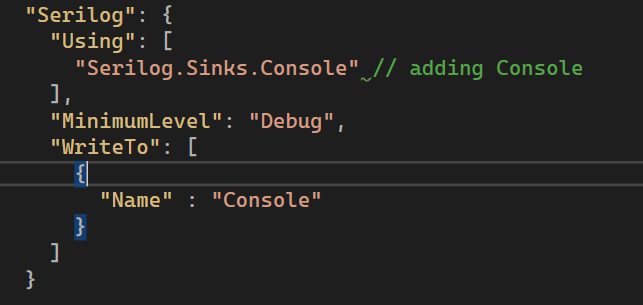 "Serilog": {
"Using": [
"Serilog.Sinks.Console" // adding Console
],
"MinimumLevel": "Debug",
"WriteTo": [
{
"Name" : "Console"
}
]
}